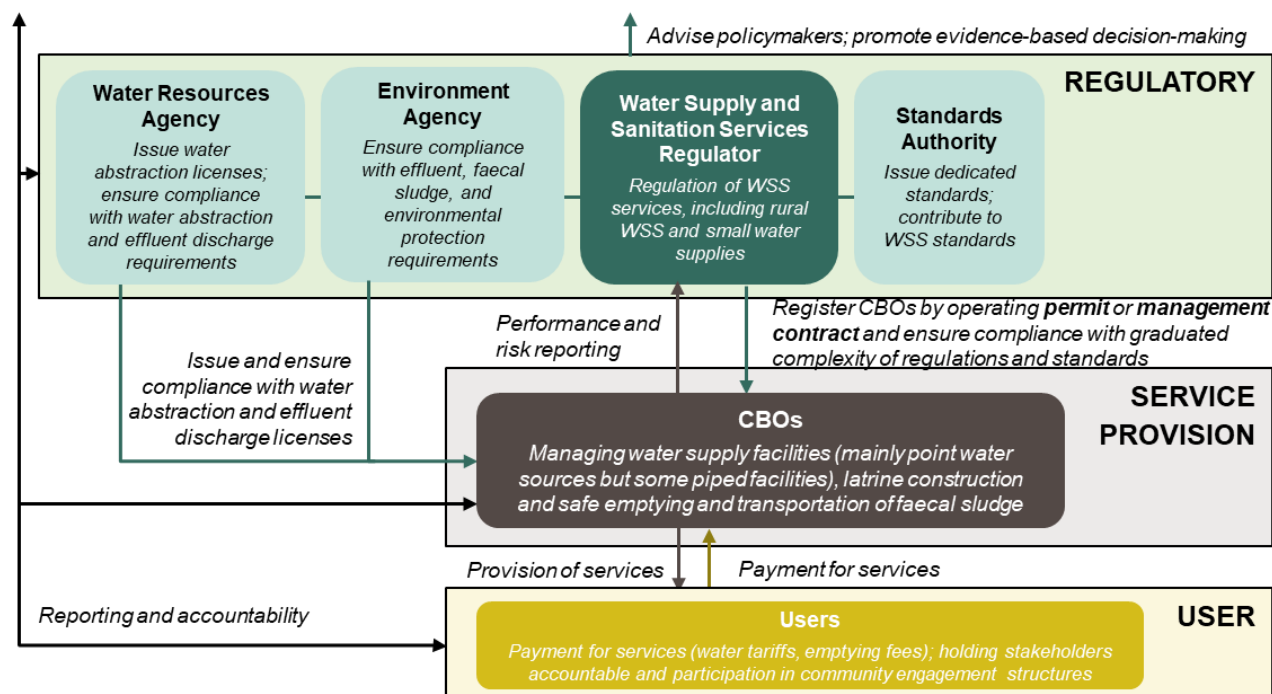 Advise policymakers; promote evidence-based decision-making
REGULATORY
Water Resources
Agency
Issue water
abstraction licenses;
ensure compliance
with water abstraction
and effluent discharge
requirements
Environment
Agency
Ensure compliance
with effluent, faecal
sludge, and
environmental
protection
requirements
Water Supply and
Sanitation Services
Regulator
Regulation of WSS
services, including rural
WSS and small water
supplies
Standards
Authority
Issue dedicated
standards;
contribute to
WSS standards
Issue and ensure
compliance with water
abstraction and effluent
discharge licenses
Performance and
risk reporting
Register CBOs by operating permit or management
contract and ensure compliance with graduated
complexity of regulations and standards
SERVICE
PROVISION
CBOs
Managing water supply facilities (mainly point water
sources but some piped facilities), latrine construction
and safe emptying and transportation of faecal sludge
Provision of services
Payment for services
Reporting and accountability
USER
Users
Payment for services (water tariffs, emptying fees); holding stakeholders
accountable and participation in community engagement structures